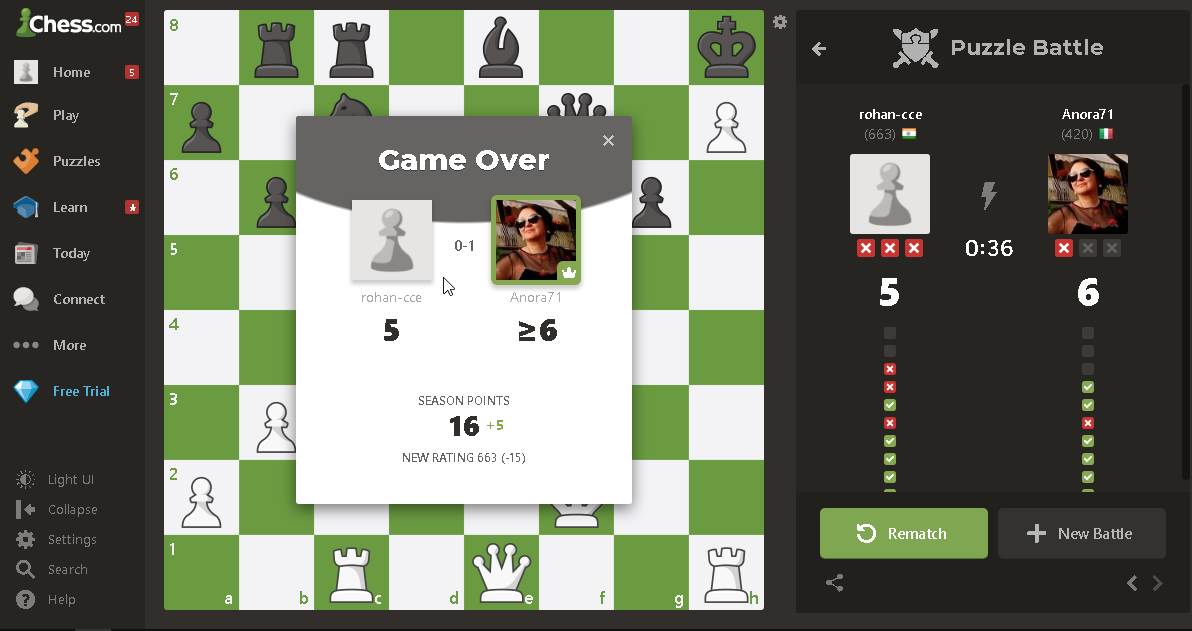 Chess.com 24
Home 5
Play
Puzzles
Learn
Today
Connect
More
Free Trial
Light UI
Collapse
Settings
Search
Help
8
7
6
5
4
3
2
1
a b c d e f g h
Game Over
0-1
rohan-cce Anora71
5 ≥6
SEASON POINTS
16 +5
NEW RATING 663 (-15)
Puzzle Battle
rohan-cce Anora71
(663) (420)
0:36
5 6
Rematch New Battle